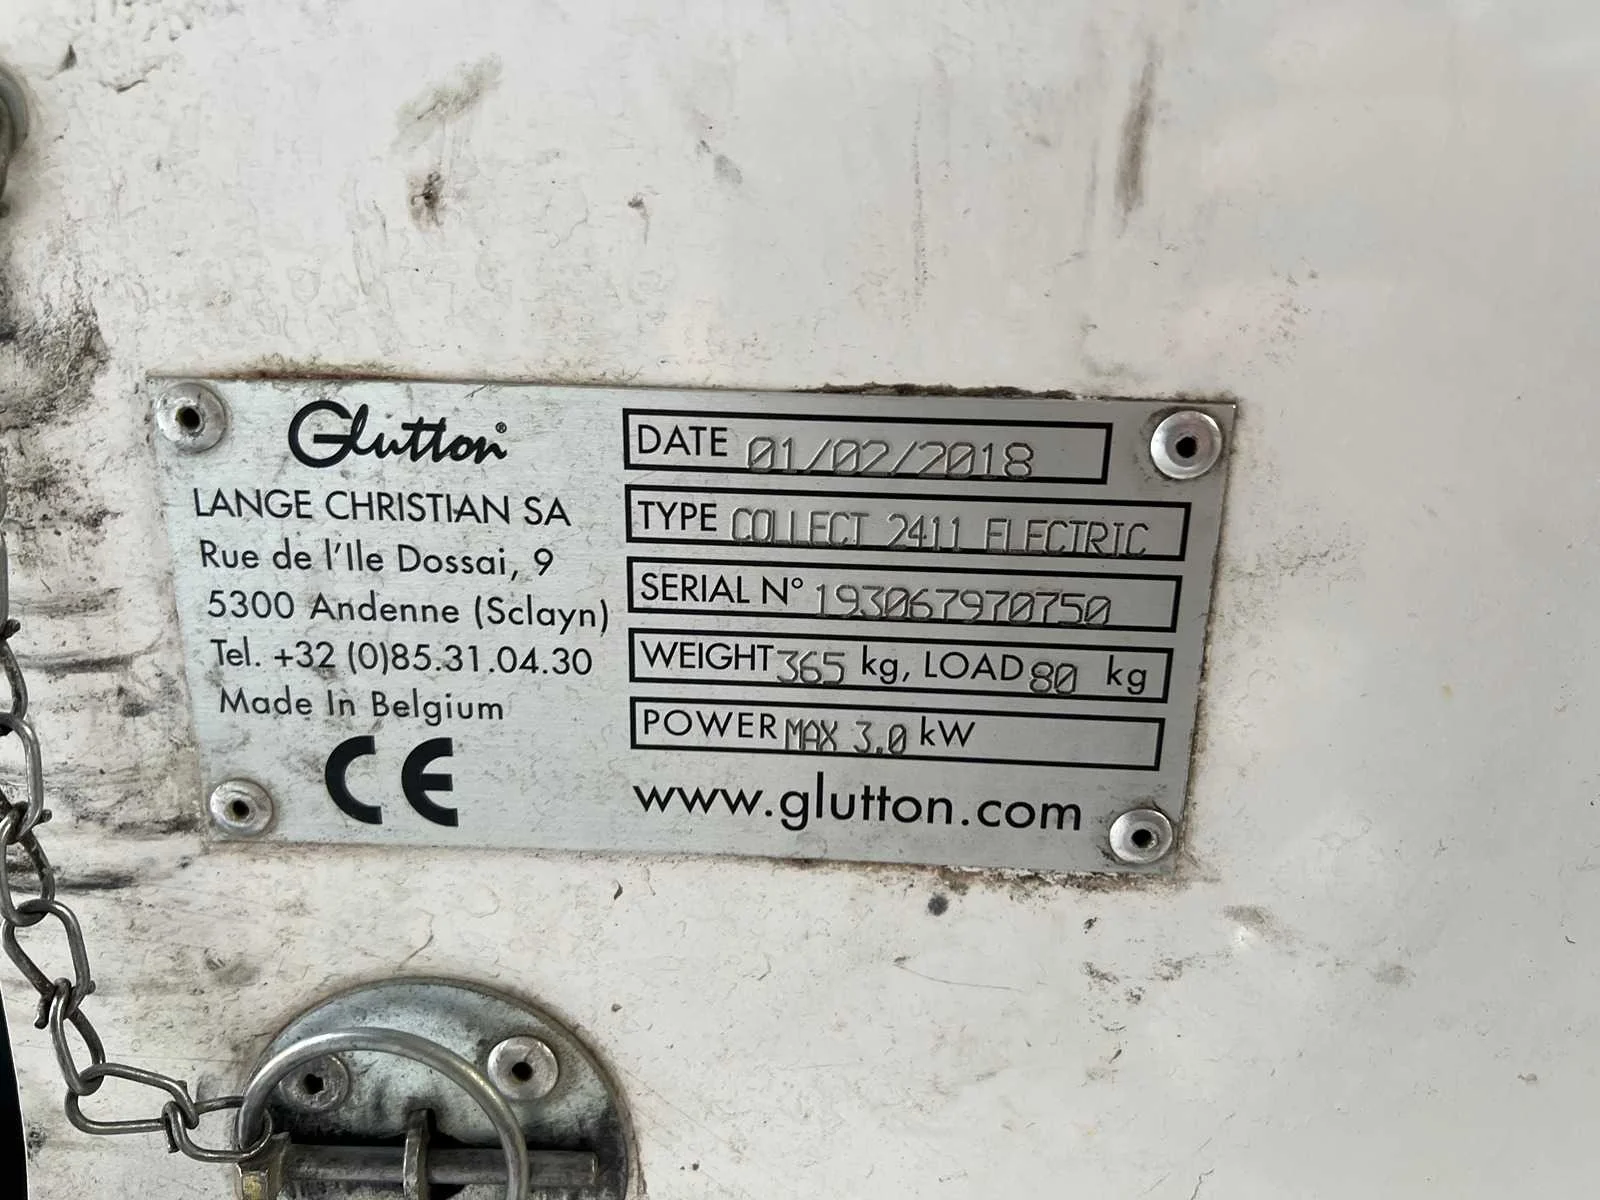 Glutton®
LANGE CHRISTIAN SA
Rue de l'Ile Dossai, 9
5300 Andenne (Sclayn)
Tel. +32 (0)85.31.04.30
Made In Belgium
CE
DATE 01/02/2018
TYPE COLLECT 2411 ELECTRIC
SERIAL N° 193067970750
WEIGHT 365 kg, LOAD 80 kg
POWER MAX 3.0 kW
www.glutton.com